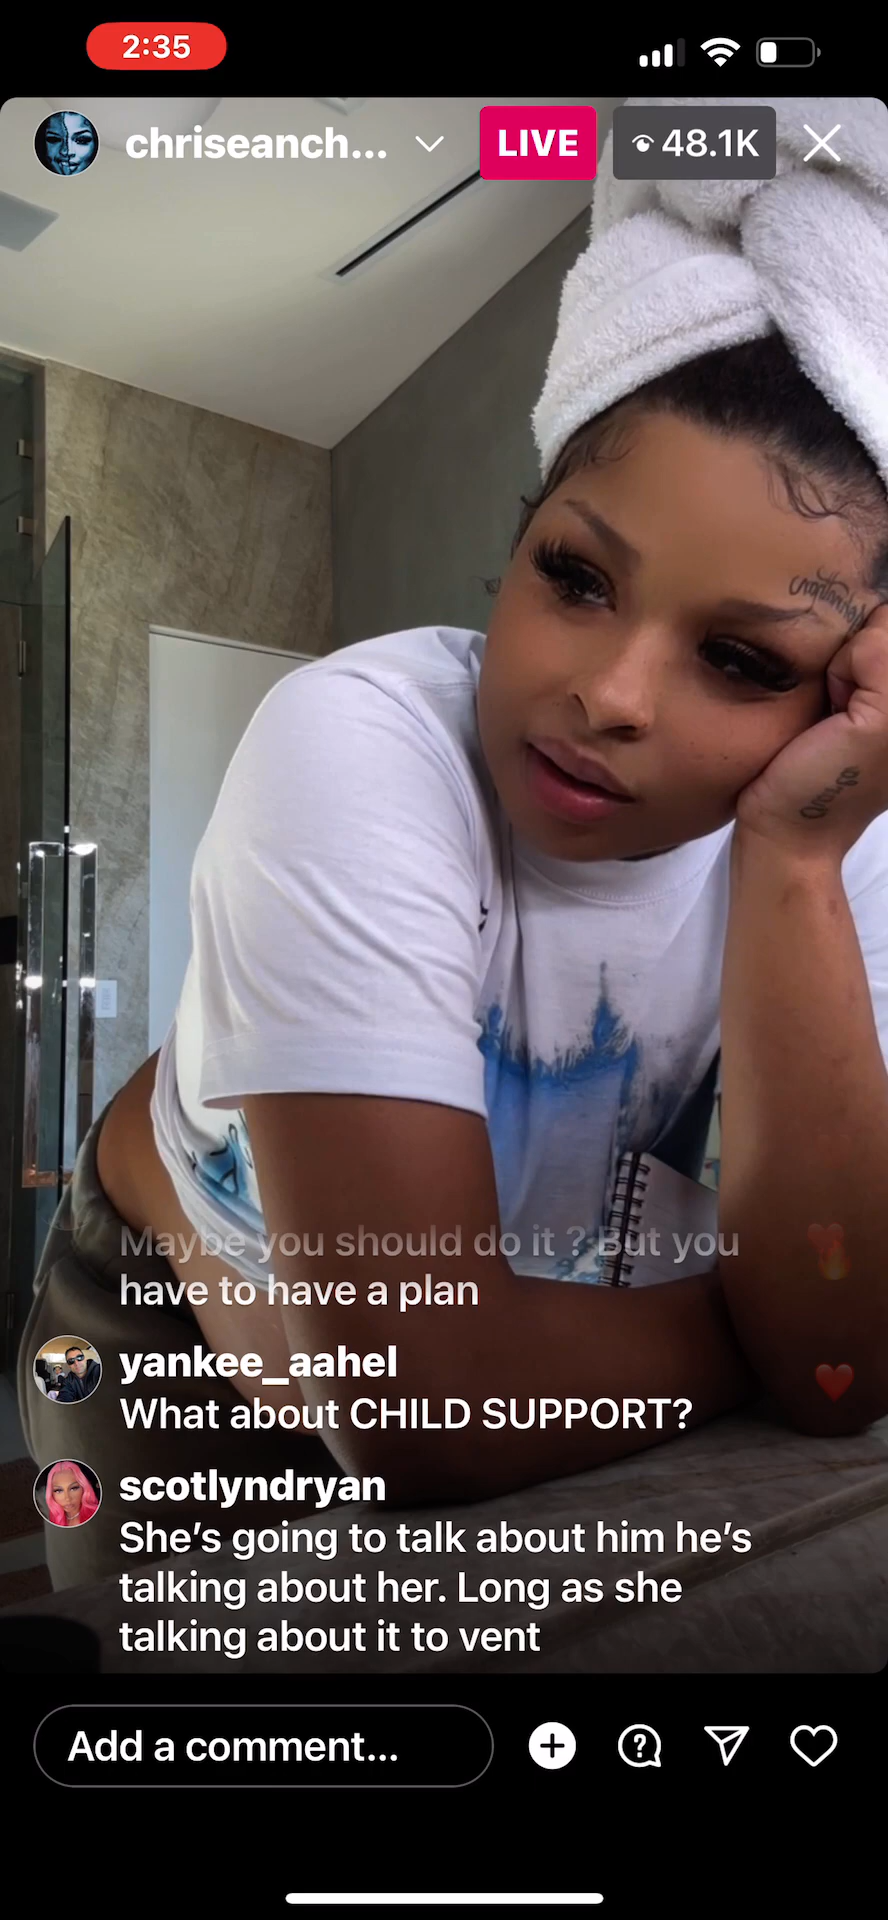 2:35
chriseanch...
LIVE
48.1K
Maybe you should do it ? But you
have to have a plan
yankee_aahel
What about CHILD SUPPORT?
scotlyndryan
She’s going to talk about him he’s
talking about her. Long as she
talking about it to vent
Add a comment...